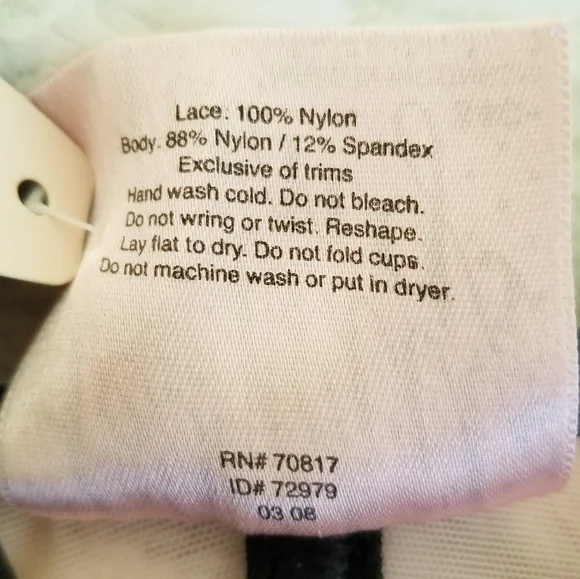 Lace: 100% Nylon
Body. 88% Nylon / 12% Spandex
Exclusive of trims
Hand wash cold. Do not bleach.
Do not wring or twist. Reshape.
Lay flat to dry. Do not fold cups.
Do not machine wash or put in dryer.
RN# 70817
ID# 72979
03 08